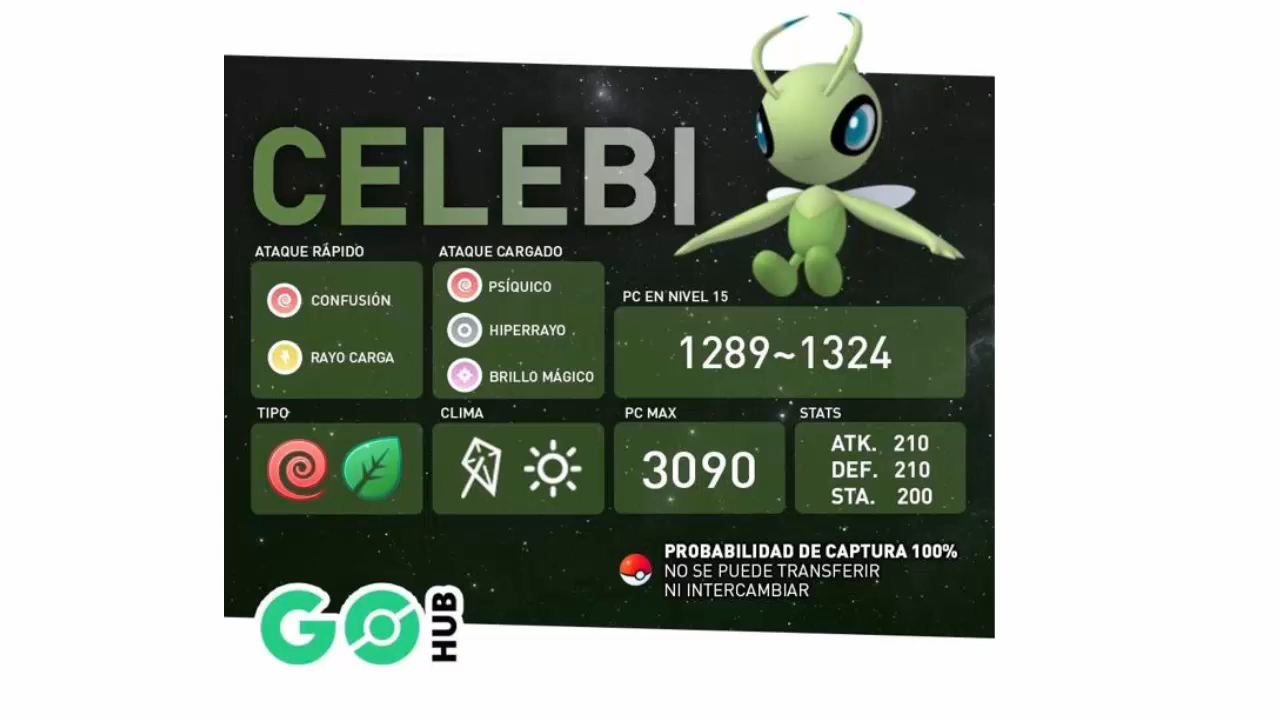 CELEBI
ATAQUE RÁPIDO
CONFUSIÓN
RAYO CARGA
ATAQUE CARGADO
PSÍQUICO
HIPERRAYO
BRILLO MÁGICO
PC EN NIVEL 15
1289~1324
TIPO
CLIMA
PC MAX
3090
STATS
ATK. 210
DEF. 210
STA. 200
PROBABILIDAD DE CAPTURA 100%
NO SE PUEDE TRANSFERIR
NI INTERCAMBIAR
GO HUB